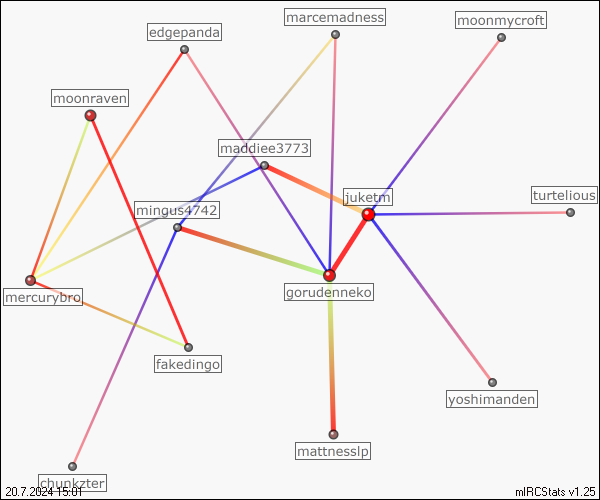 marcemadness
moonmycroft
edgepanda
moonraven
maddiee3773
juketm
turtelious
mingus4742
mercurybro
gorudenneko
fakedingo
yoshimanden
mattnesslp
chunkzter
20.7.2024 15:01
mIRCStats v1.25